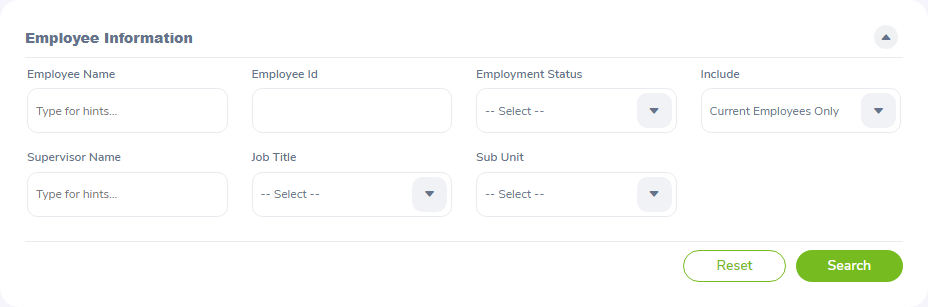 Employee Information
Employee Name
Employee Id
Employment Status
Include
Type for hints...
-- Select --
Current Employees Only
Supervisor Name
Job Title
Sub Unit
Type for hints...
-- Select --
-- Select --
Reset
Search